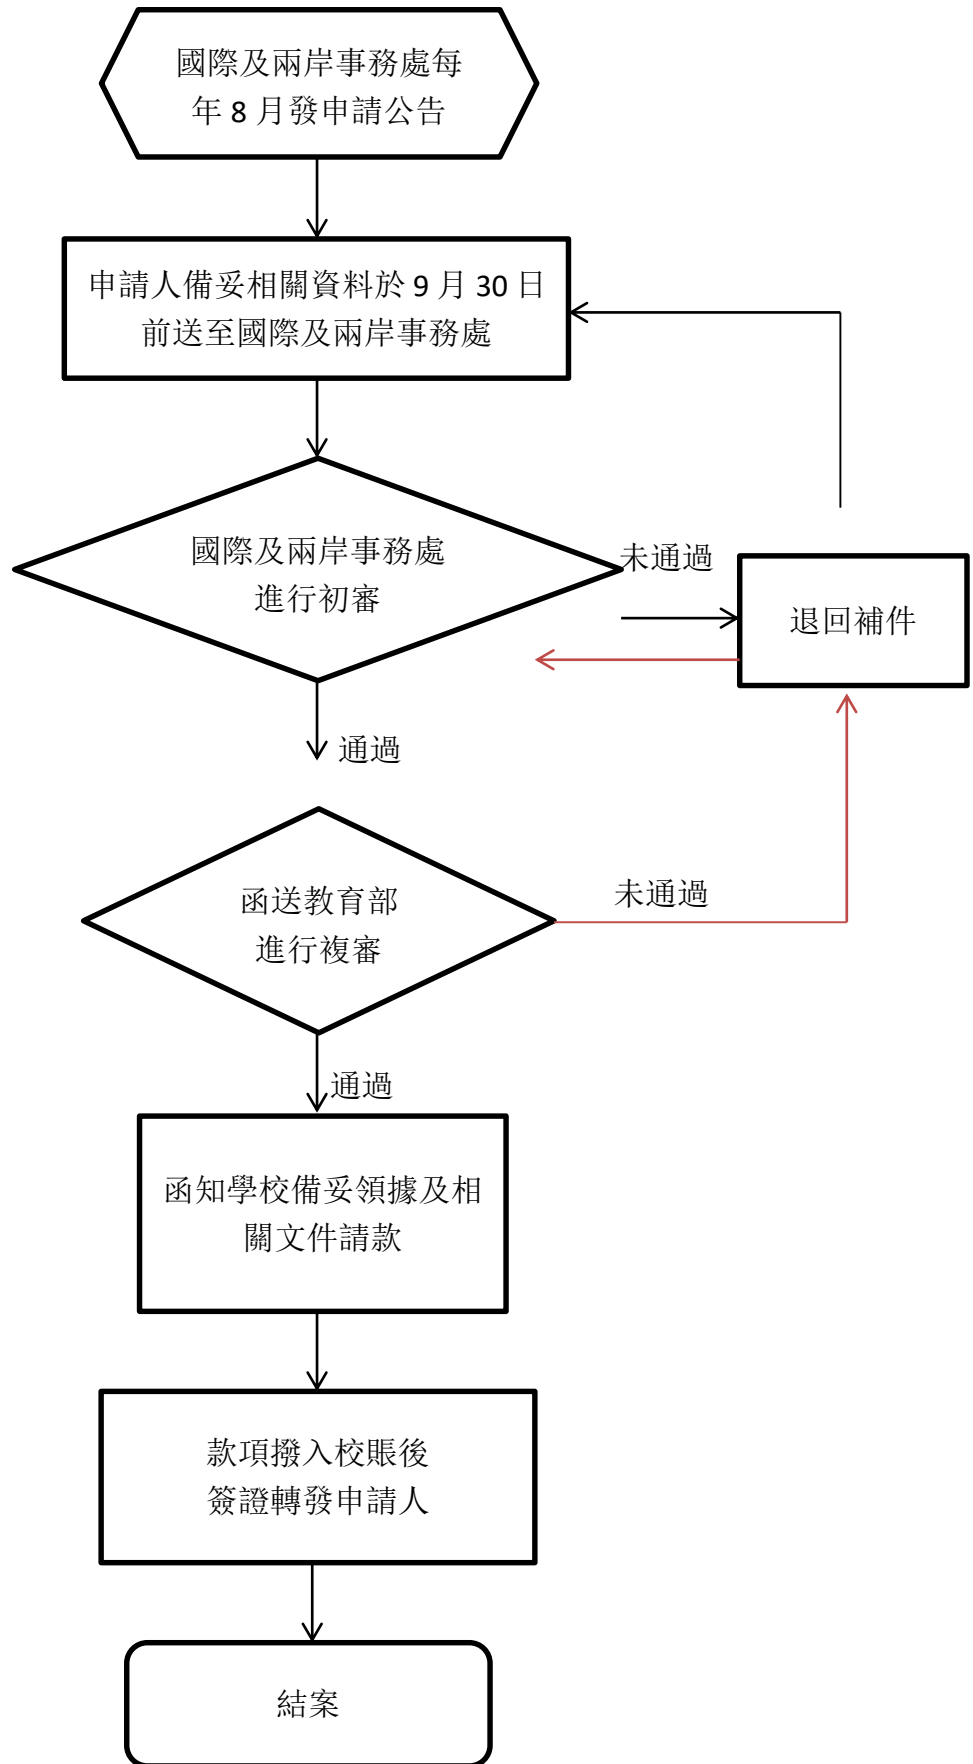 國際及兩岸事務處每
年 8 月發申請公告
申請人備妥相關資料於 9 月 30 日
前送至國際及兩岸事務處
國際及兩岸事務處
進行初審
未通過
退回補件
通過
函送教育部
進行複審
未通過
通過
函知學校備妥領據及相
關文件請款
款項撥入校賬後
簽證轉發申請人
結案